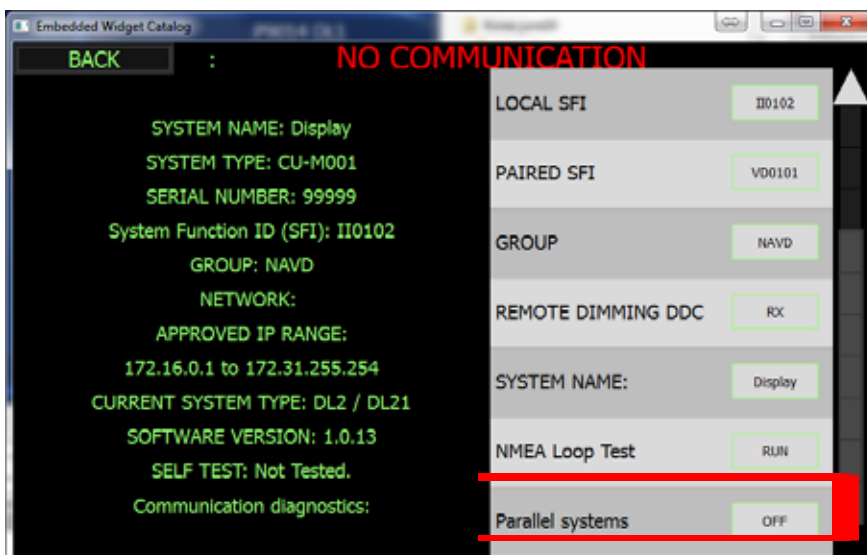 Embedded Widget Catalog
BACK
:
NO COMMUNICATION
SYSTEM NAME: Display
SYSTEM TYPE: CU-M001
SERIAL NUMBER: 99999
System Function ID (SFI): II0102
GROUP: NAVD
NETWORK:
APPROVED IP RANGE:
172.16.0.1 to 172.31.255.254
CURRENT SYSTEM TYPE: DL2 / DL21
SOFTWARE VERSION: 1.0.13
SELF TEST: Not Tested.
Communication diagnostics:
LOCAL SFI II0102
PAIRED SFI VD0101
GROUP NAVD
REMOTE DIMMING DDC RX
SYSTEM NAME: Display
NMEA Loop Test RUN
Parallel systems OFF